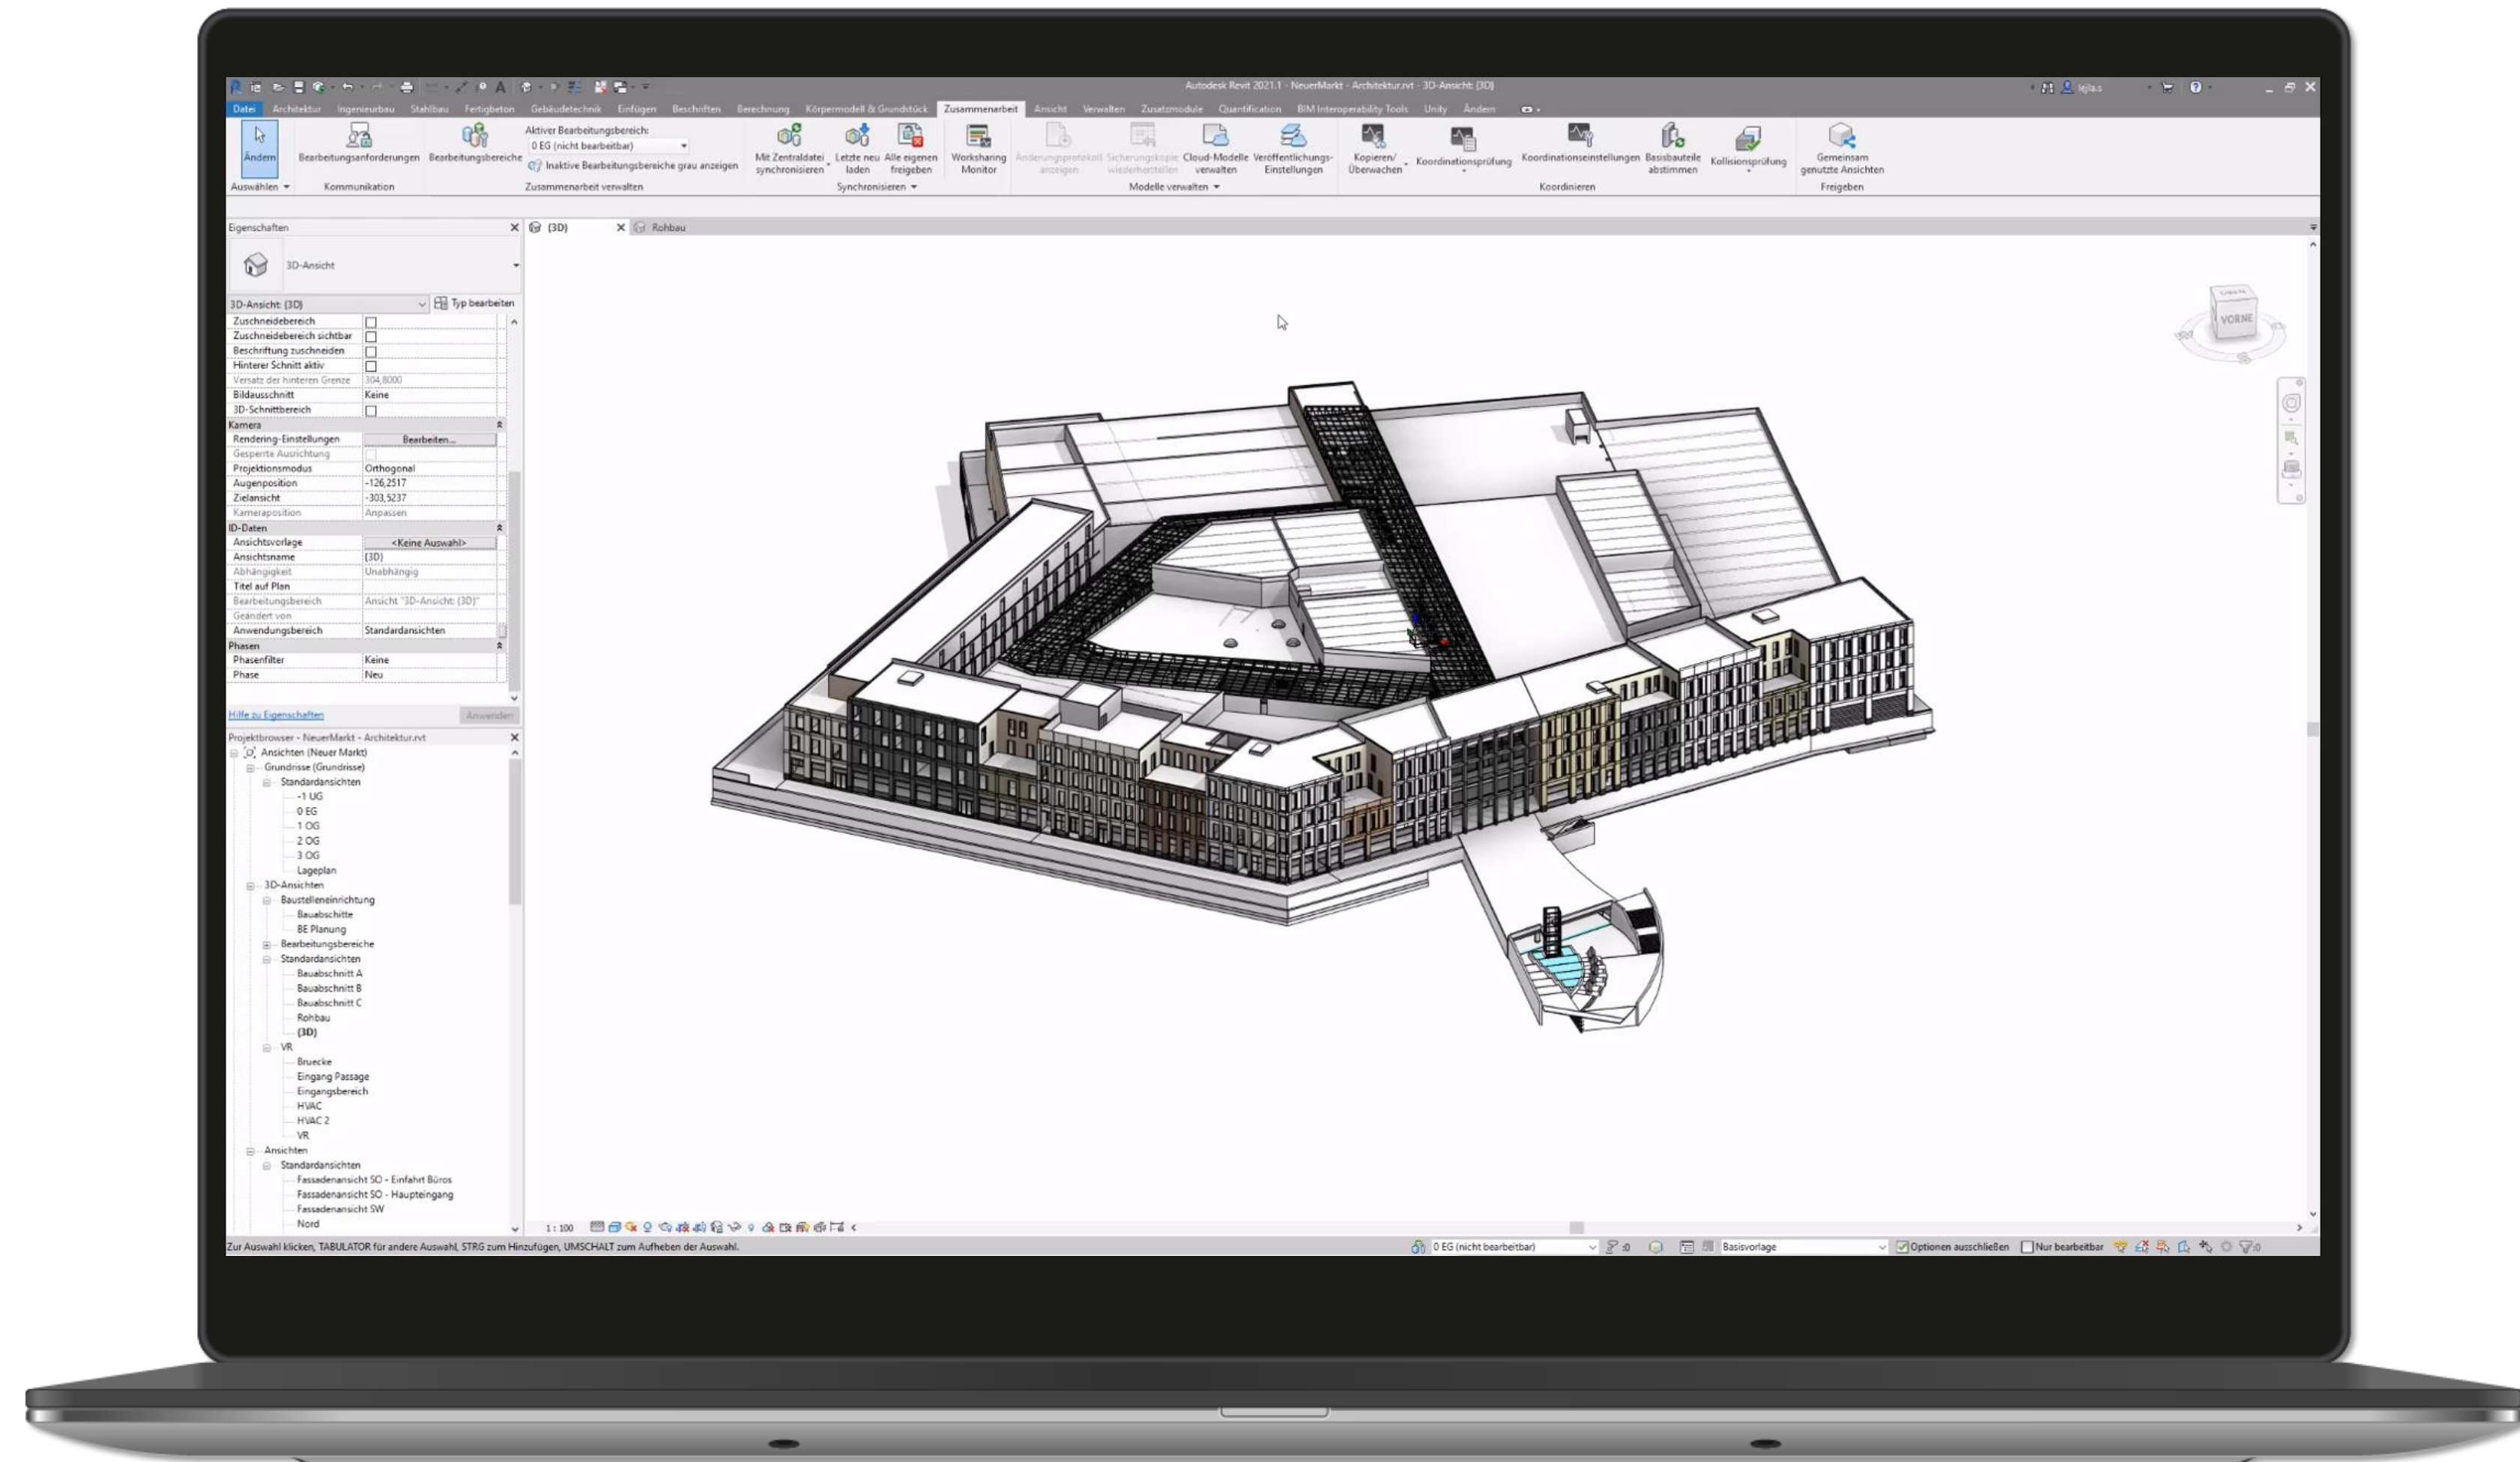 Autodesk Revit 2021.1 - NeuerMarkt - Architektur.rvt - 3D-Ansicht: {3D}
lejla.s
Datei Architektur Ingenieurbau Stahlbau Fertigbeton Gebäudetechnik Einfügen Beschriften Berechnung Körpermodell & Grundstück Zusammenarbeit Ansicht Verwalten Zusatzmodule Quantification BIM Interoperability Tools Unity Ändern
Ändern
Bearbeitungsanforderungen
Bearbeitungsbereiche
Aktiver Bearbeitungsbereich:
0 EG (nicht bearbeitbar)
Inaktive Bearbeitungsbereiche grau anzeigen
Mit Zentraldatei
synchronisieren
Letzte neu
laden
Alle eigenen
freigeben
Worksharing
Monitor
Änderungsprotokoll
anzeigen
Sicherungskopie
wiederherstellen
Cloud-Modelle
verwalten
Veröffentlichungs-
Einstellungen
Kopieren/
Überwachen
Koordinationsprüfung
Koordinationseinstellungen
Basisbauteile
abstimmen
Kollisionsprüfung
Gemeinsam
genutzte Ansichten
Auswählen Kommunikation Zusammenarbeit verwalten Synchronisieren Modelle verwalten Koordinieren Freigeben
Eigenschaften
{3D}
Rohbau
3D-Ansicht
3D-Ansicht: {3D} Typ bearbeiten
Zuschneidebereich
Zuschneidebereich sichtbar
Beschriftung zuschneiden
Hinterer Schnitt aktiv
Versatz der hinteren Grenze 304,8000
Bildausschnitt Keine
3D-Schnittbereich
Kamera
Rendering-Einstellungen Bearbeiten...
Gesperrte Ausrichtung
Projektionsmodus Orthogonal
Augenposition -126,2517
Zielansicht -303,5237
Kameraposition Anpassen
ID-Daten
Ansichtsvorlage <Keine Auswahl>
Ansichtsname {3D}
Abhängigkeit Unabhängig
Titel auf Plan
Bearbeitungsbereich Ansicht "3D-Ansicht: {3D}"
Geändert von
Anwendungsbereich Standardansichten
Phasen
Phasenfilter Keine
Phase Neu
Hilfe zu Eigenschaften Anwenden
Projektbrowser - NeuerMarkt - Architektur.rvt
Ansichten (Neuer Markt)
Grundrisse (Grundrisse)
Standardansichten
-1 UG
0 EG
1 OG
2 OG
3 OG
Lageplan
3D-Ansichten
Baustelleneinrichtung
Bauabschitte
BE Planung
Bearbeitungsbereiche
Standardansichten
Bauabschnitt A
Bauabschnitt B
Bauabschnitt C
Rohbau
{3D}
VR
Bruecke
Eingang Passage
Eingangsbereich
HVAC
HVAC 2
VR
Ansichten
Standardansichten
Fassadenansicht SO - Einfahrt Büros
Fassadenansicht SO - Haupteingang
Fassadenansicht SW
Nord
OBEN
VORNE
1 : 100
Zur Auswahl klicken, TABULATOR für andere Auswahl, STRG zum Hinzufügen, UMSCHALT zum Aufheben der Auswahl.
0 EG (nicht bearbeitbar) :0 Basisvorlage Optionen ausschließen Nur bearbeitbar :0